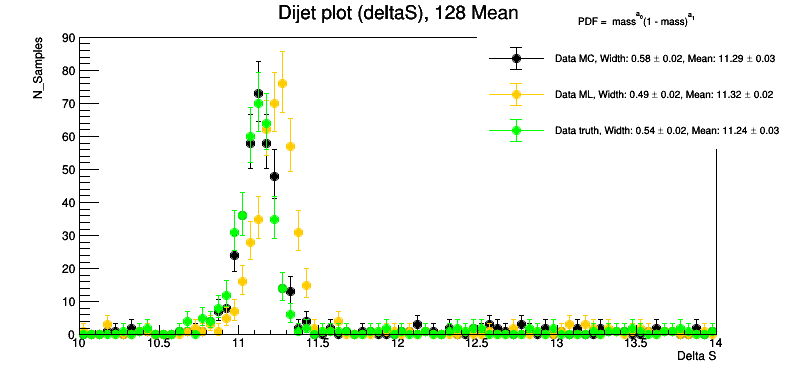 Dijet plot (deltaS), 128 Mean
PDF = mass^a_0 (1 - mass)^a_1
Data MC, Width: 0.58 ± 0.02, Mean: 11.29 ± 0.03
Data ML, Width: 0.49 ± 0.02, Mean: 11.32 ± 0.02
Data truth, Width: 0.54 ± 0.02, Mean: 11.24 ± 0.03
N_Samples
90
80
70
60
50
40
30
20
10
0
10 10.5 11 11.5 12 12.5 13 13.5 14
Delta S